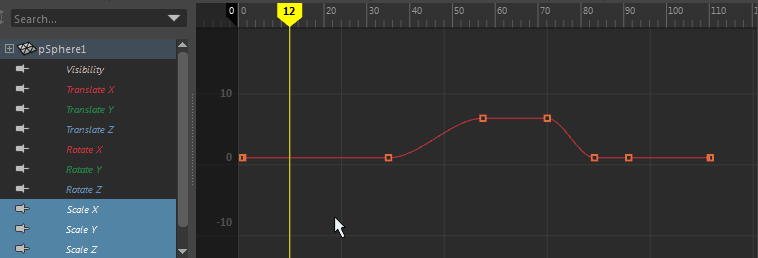 Search...
0 12 0 10 20 30 40 50 60 70 80 90 100 110
pSphere1
Visibility
Translate X
Translate Y
Translate Z
Rotate X
Rotate Y
Rotate Z
Scale X
Scale Y
Scale Z
10
0
-10